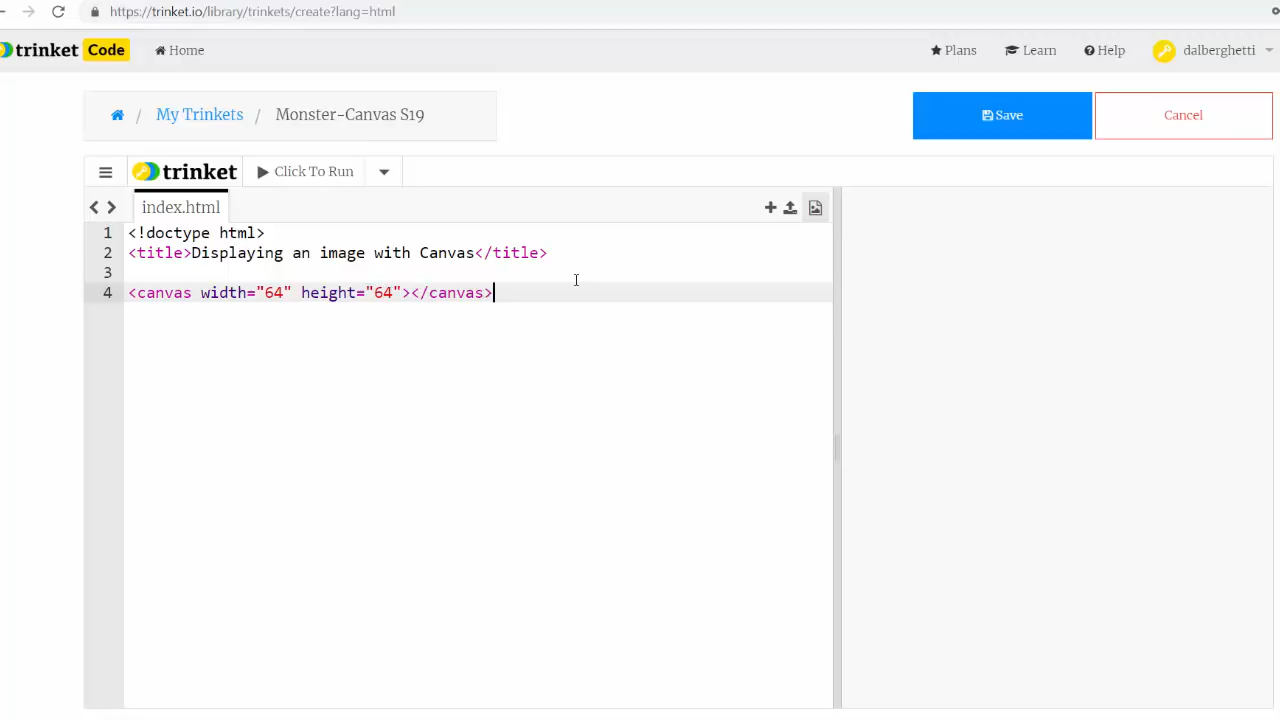 https://trinket.io/library/trinkets/create?lang=html
trinket Code Home Plans Learn Help dalberghetti
/ My Trinkets / Monster-Canvas S19 Save Cancel
trinket Click To Run
index.html
1 <!doctype html>
2 <title>Displaying an image with Canvas</title>
3
4 <canvas width="64" height="64"></canvas>